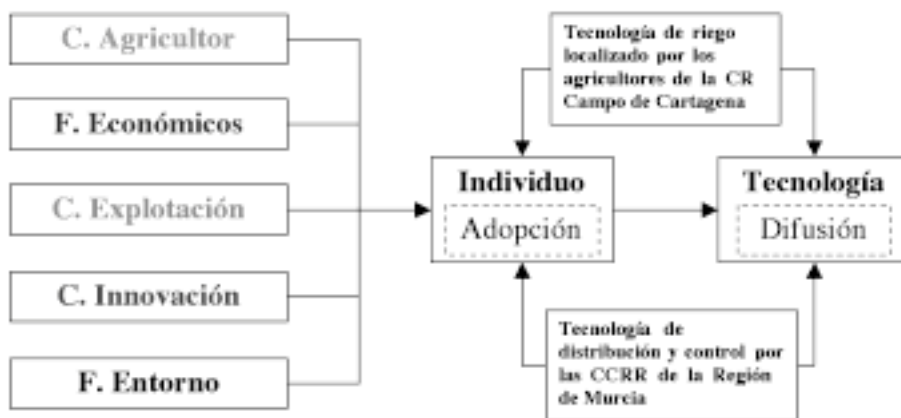 C. Agricultor
F. Económicos
C. Explotación
C. Innovación
F. Entorno
Tecnología de riego
localizado por los
agricultores de la CR
Campo de Cartagena
Individuo
Adopción
Tecnología
Difusión
Tecnología de
distribución y control por
las CCRR de la Región
de Murcia